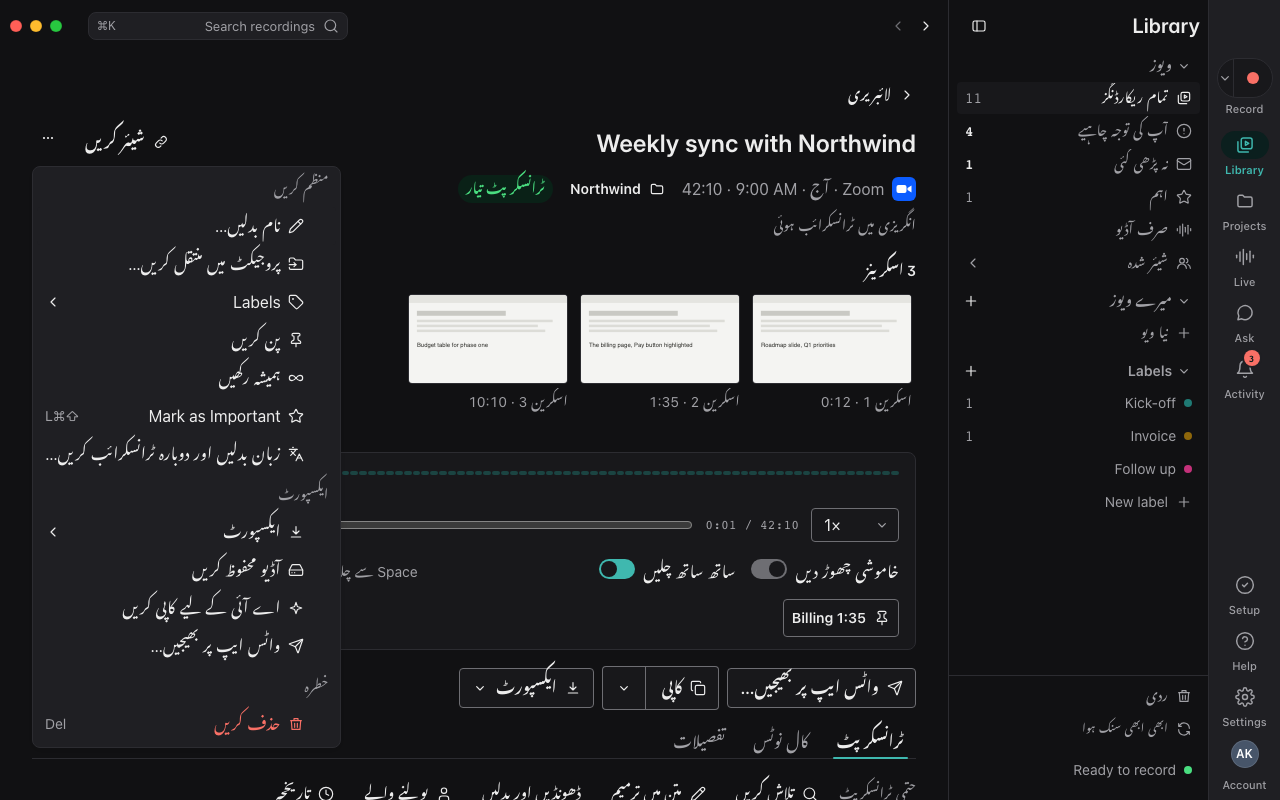 ⌘K
Search recordings
Library
Record
Library
Projects
Live
Ask
3
Activity
Setup
Help
Settings
AK
Account
ویوز
تمام ریکارڈنگز 11
آپ کی توجہ چاہیے 4
نہ پڑھی گئی 1
اہم 1
صرف آڈیو
شیئر شدہ
میرے ویوز
نیا ویو
Labels
Kick-off 1
Invoice 1
Follow up
New label
ردی
ابھی ابھی سنک ہوا
Ready to record
لائبریری
Weekly sync with Northwind
شیئر کریں
...
Zoom · آج · 9:00 AM · 42:10
Northwind
ٹرانسکرپٹ تیار
انگریزی میں ٹرانسکرائب ہوئی
3 اسکرینز
Roadmap slide, Q1 priorities
The billing page, Pay button highlighted
Budget table for phase one
اسکرین 1 · 0:12
اسکرین 2 · 1:35
اسکرین 3 · 10:10
1×
0:01 / 42:10
خاموشی چھوڑ دیں
ساتھ ساتھ چلیں
Space سے
Billing 1:35
واٹس ایپ پر بھیجیں...
کاپی
ایکسپورٹ
ٹرانسکرپٹ
کال نوٹس
تفصیلات
حتمی ٹرانسکرپٹ
تلاش کریں
متن میں ترمیم
ڈھونڈیں اور بدلیں
بولنے والے
تاریخچہ
منظم کریں
نام بدلیں...
پروجیکٹ میں منتقل کریں...
Labels
پن کریں
ہمیشہ رکھیں
Mark as Important L⌘⇧
زبان بدلیں اور دوبارہ ٹرانسکرائب کریں...
ایکسپورٹ
ایکسپورٹ
آڈیو محفوظ کریں
اے آئی کے لیے کاپی کریں
واٹس ایپ پر بھیجیں...
خطرہ
حذف کریں Del